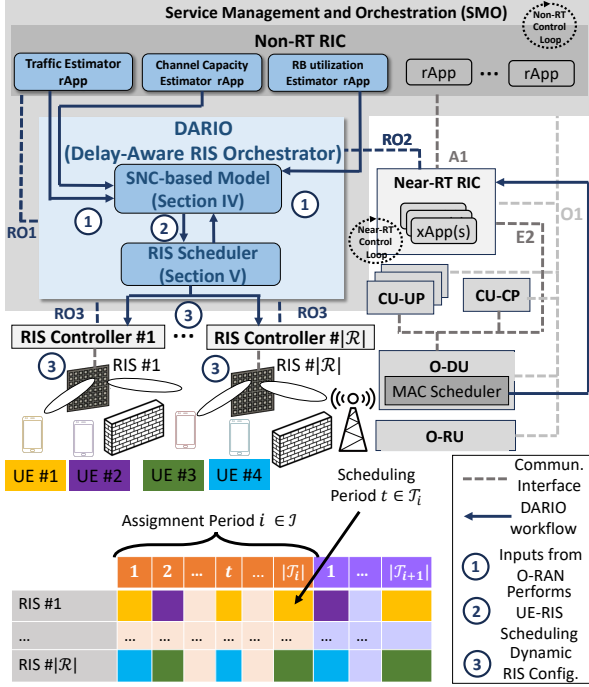 Service Management and Orchestration (SMO)
Non-RT
Control
Loop
Non-RT RIC
Traffic Estimator
rApp
Channel Capacity
Estimator rApp
RB utilization
Estimator rApp
rApp
...
rApp
DARIO
(Delay-Aware RIS Orchestrator)
RO2
A1
SNC-based Model
(Section IV)
1
1
2
RO1
Near-RT RIC
xApp(s)
O1
E2
Near-RT
Control
Loop
RIS Scheduler
(Section V)
CU-UP
CU-CP
RO3
3
RO3
RIS Controller #1
...
RIS Controller #|ℛ|
3
RIS #1
3
RIS #|ℛ|
O-DU
MAC Scheduler
O-RU
UE #1
UE #2
UE #3
UE #4
Scheduling
Period t ∈ 𝒯i
Assignment Period i ∈ ℐ
Commun.
Interface
DARIO
workflow
1
Inputs from
O-RAN
2
Performs
UE-RIS
Scheduling
3
Dynamic
RIS Config.
1 2 ... t ... |𝒯i| 1 ... |𝒯i+1|
RIS #1
... ... ... ... ... ... ... ... ... ...
RIS #|ℛ|